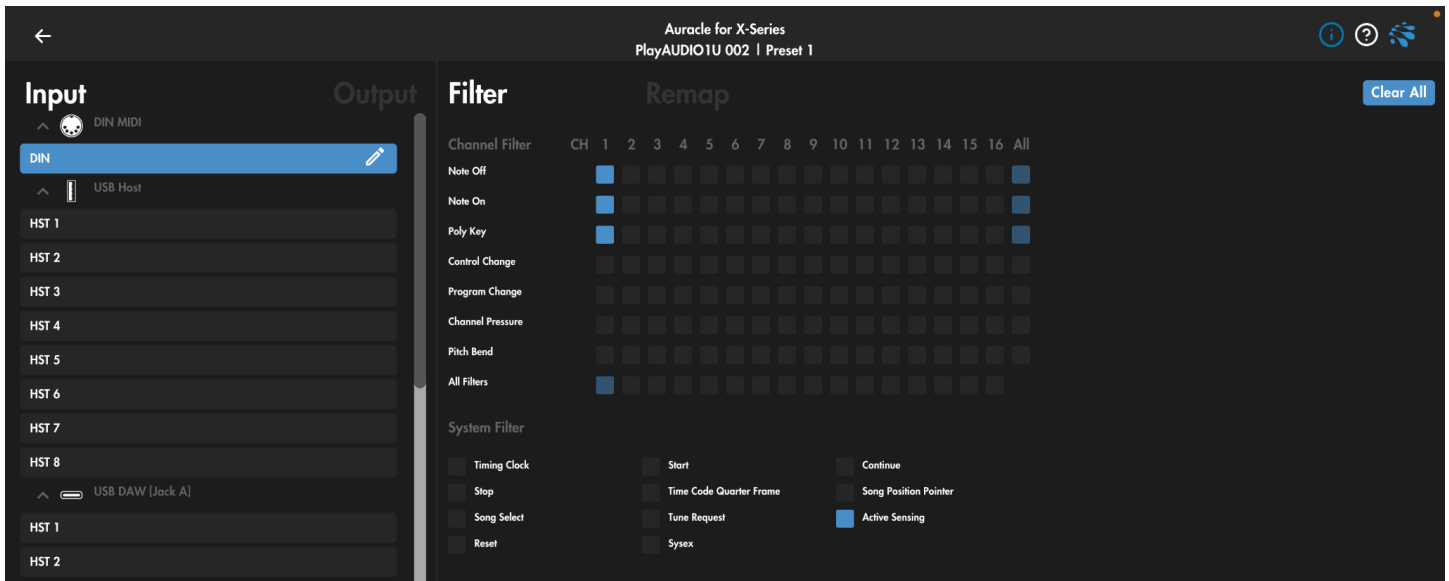 Auracle for X-Series
PlayAUDIO1U 002 | Preset 1
Input Output
DIN MIDI
DIN
USB Host
HST 1
HST 2
HST 3
HST 4
HST 5
HST 6
HST 7
HST 8
USB DAW [Jack A]
HST 1
HST 2
Filter Remap
Clear All
Channel Filter CH 1 2 3 4 5 6 7 8 9 10 11 12 13 14 15 16 All
Note Off
Note On
Poly Key
Control Change
Program Change
Channel Pressure
Pitch Bend
All Filters
System Filter
Timing Clock Start Continue
Stop Time Code Quarter Frame Song Position Pointer
Song Select Tune Request Active Sensing
Reset Sysex